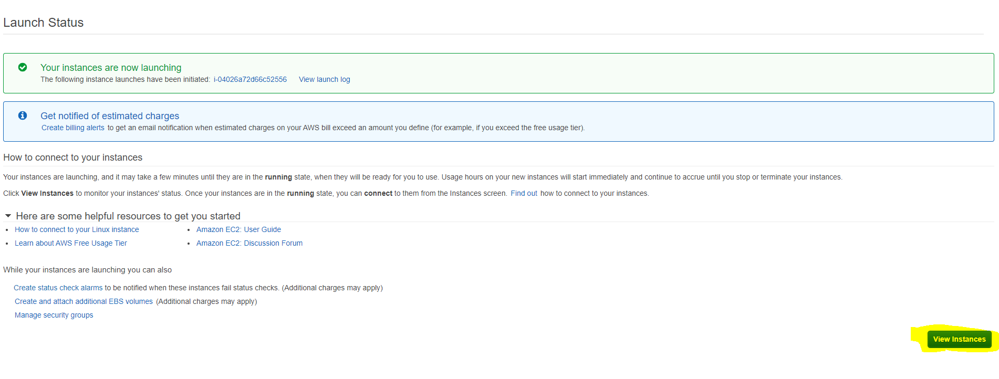 Launch Status
Your instances are now launching
The following instance launches have been initiated: i-04026a72d66c52556 View launch log
Get notified of estimated charges
Create billing alerts to get an email notification when estimated charges on your AWS bill exceed an amount you define (for example, if you exceed the free usage tier).
How to connect to your instances
Your instances are launching, and it may take a few minutes until they are in the running state, when they will be ready for you to use. Usage hours on your new instances will start immediately and continue to accrue until you stop or terminate your instances.
Click View Instances to monitor your instances' status. Once your instances are in the running state, you can connect to them from the Instances screen. Find out how to connect to your instances.
Here are some helpful resources to get you started
• How to connect to your Linux instance
• Amazon EC2: User Guide
• Learn about AWS Free Usage Tier
• Amazon EC2: Discussion Forum
While your instances are launching you can also
Create status check alarms to be notified when these instances fail status checks. (Additional charges may apply)
Create and attach additional EBS volumes (Additional charges may apply)
Manage security groups
View Instances